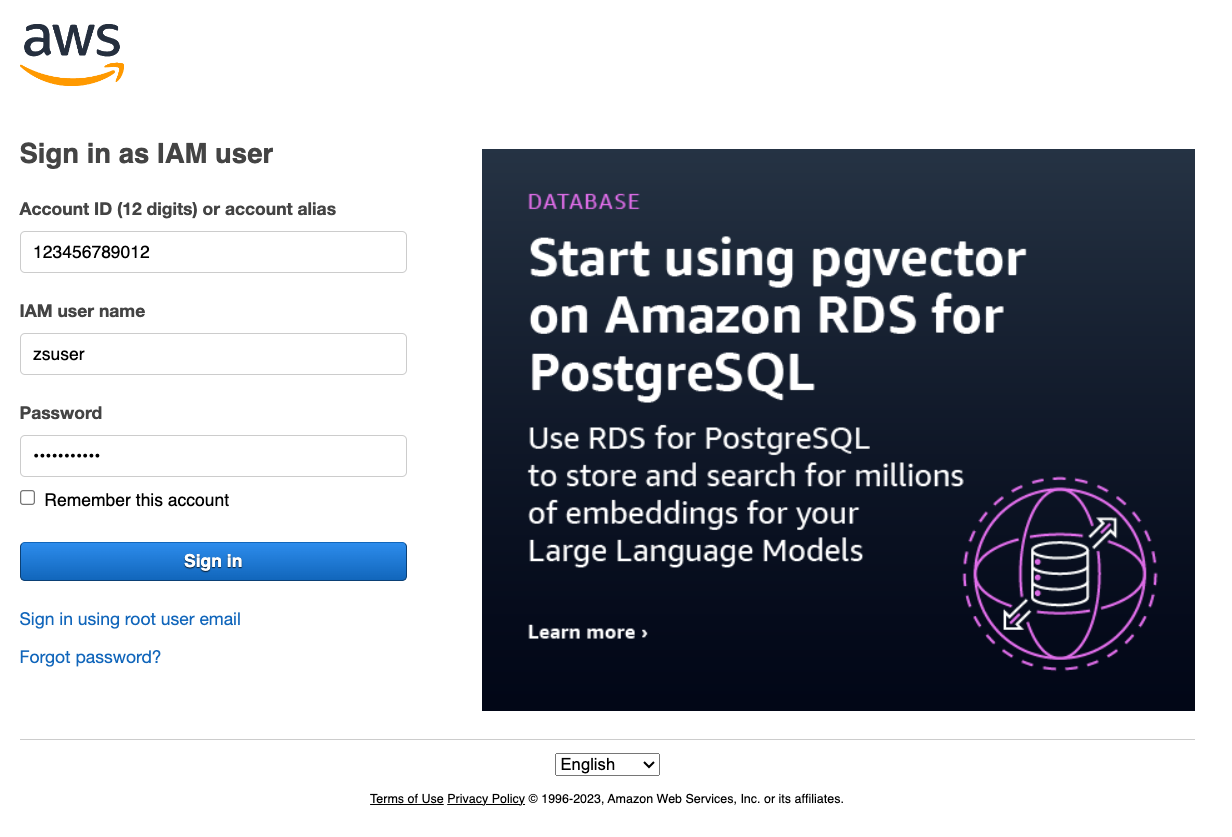 aws
Sign in as IAM user
Account ID (12 digits) or account alias
123456789012
IAM user name
zsuser
Password
•••••••••••
Remember this account
Sign in
Sign in using root user email
Forgot password?
DATABASE
Start using pgvector
on Amazon RDS for
PostgreSQL
Use RDS for PostgreSQL
to store and search for millions
of embeddings for your
Large Language Models
Learn more ›
English
Terms of Use Privacy Policy © 1996-2023, Amazon Web Services, Inc. or its affiliates.